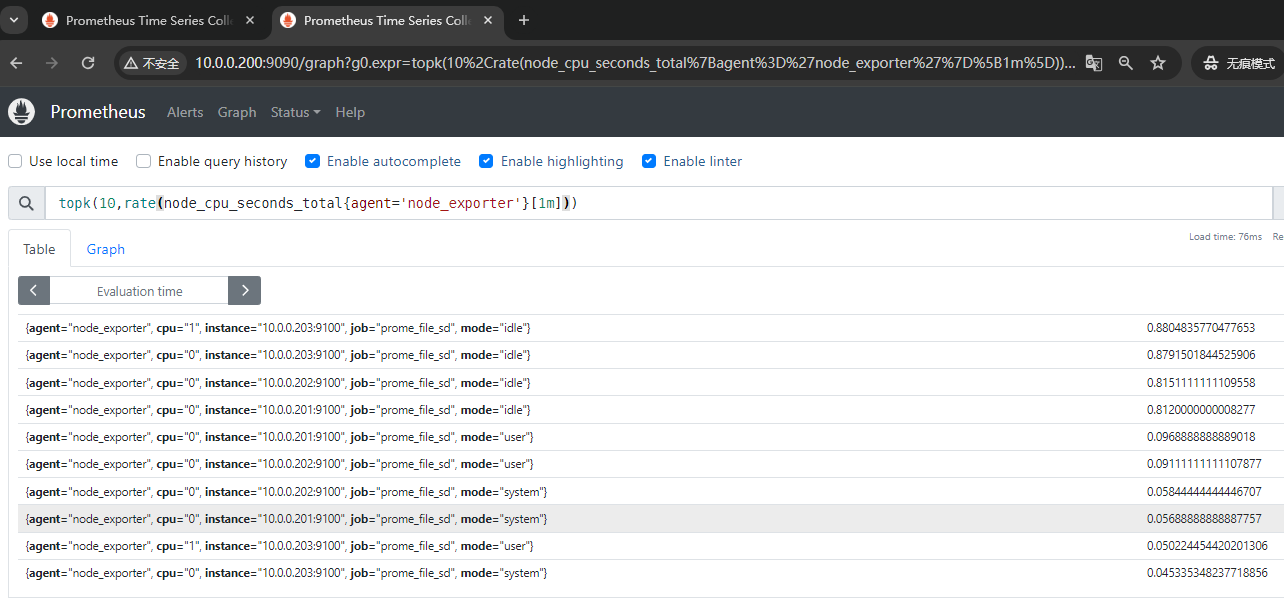 Prometheus Time Series Coll
Prometheus Time Series Coll
不安全 10.0.0.200:9090/graph?g0.expr=topk(10%2Crate(node_cpu_seconds_total%7Bagent%3D%27node_exporter%27%7D%5B1m%5D))... 无痕模式
Prometheus Alerts Graph Status Help
Use local time Enable query history Enable autocomplete Enable highlighting Enable linter
topk(10,rate(node_cpu_seconds_total{agent='node_exporter'}[1m]))
Load time: 76ms Re
Table Graph
Evaluation time
{agent="node_exporter", cpu="1", instance="10.0.0.203:9100", job="prome_file_sd", mode="idle"} 0.8804835770477653
{agent="node_exporter", cpu="0", instance="10.0.0.203:9100", job="prome_file_sd", mode="idle"} 0.8791501844525906
{agent="node_exporter", cpu="0", instance="10.0.0.202:9100", job="prome_file_sd", mode="idle"} 0.8151111111109558
{agent="node_exporter", cpu="0", instance="10.0.0.201:9100", job="prome_file_sd", mode="idle"} 0.8120000000008277
{agent="node_exporter", cpu="0", instance="10.0.0.201:9100", job="prome_file_sd", mode="user"} 0.0968888888889018
{agent="node_exporter", cpu="0", instance="10.0.0.202:9100", job="prome_file_sd", mode="user"} 0.09111111111107877
{agent="node_exporter", cpu="0", instance="10.0.0.202:9100", job="prome_file_sd", mode="system"} 0.05844444444446707
{agent="node_exporter", cpu="0", instance="10.0.0.201:9100", job="prome_file_sd", mode="system"} 0.05688888888887757
{agent="node_exporter", cpu="1", instance="10.0.0.203:9100", job="prome_file_sd", mode="user"} 0.050224454420201306
{agent="node_exporter", cpu="0", instance="10.0.0.203:9100", job="prome_file_sd", mode="system"} 0.045335348237718856